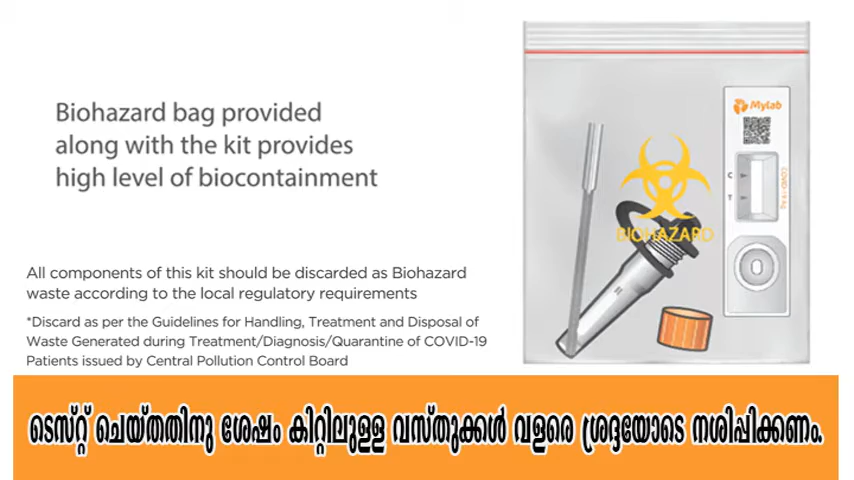 Biohazard bag provided
along with the kit provides
high level of biocontainment
All components of this kit should be discarded as Biohazard
waste according to the local regulatory requirements
*Discard as per the Guidelines for Handling, Treatment and Disposal of
Waste Generated during Treatment/Diagnosis/Quarantine of COVID-19
Patients issued by Central Pollution Control Board
Mylab
C
T
BIOHAZARD
ടെസ്റ്റ് ചെയ്തതിനു ശേഷം കിറ്റിലുള്ള വസ്തുക്കൾ വളരെ ശ്രദ്ദയോടെ നശിപ്പിക്കണം.